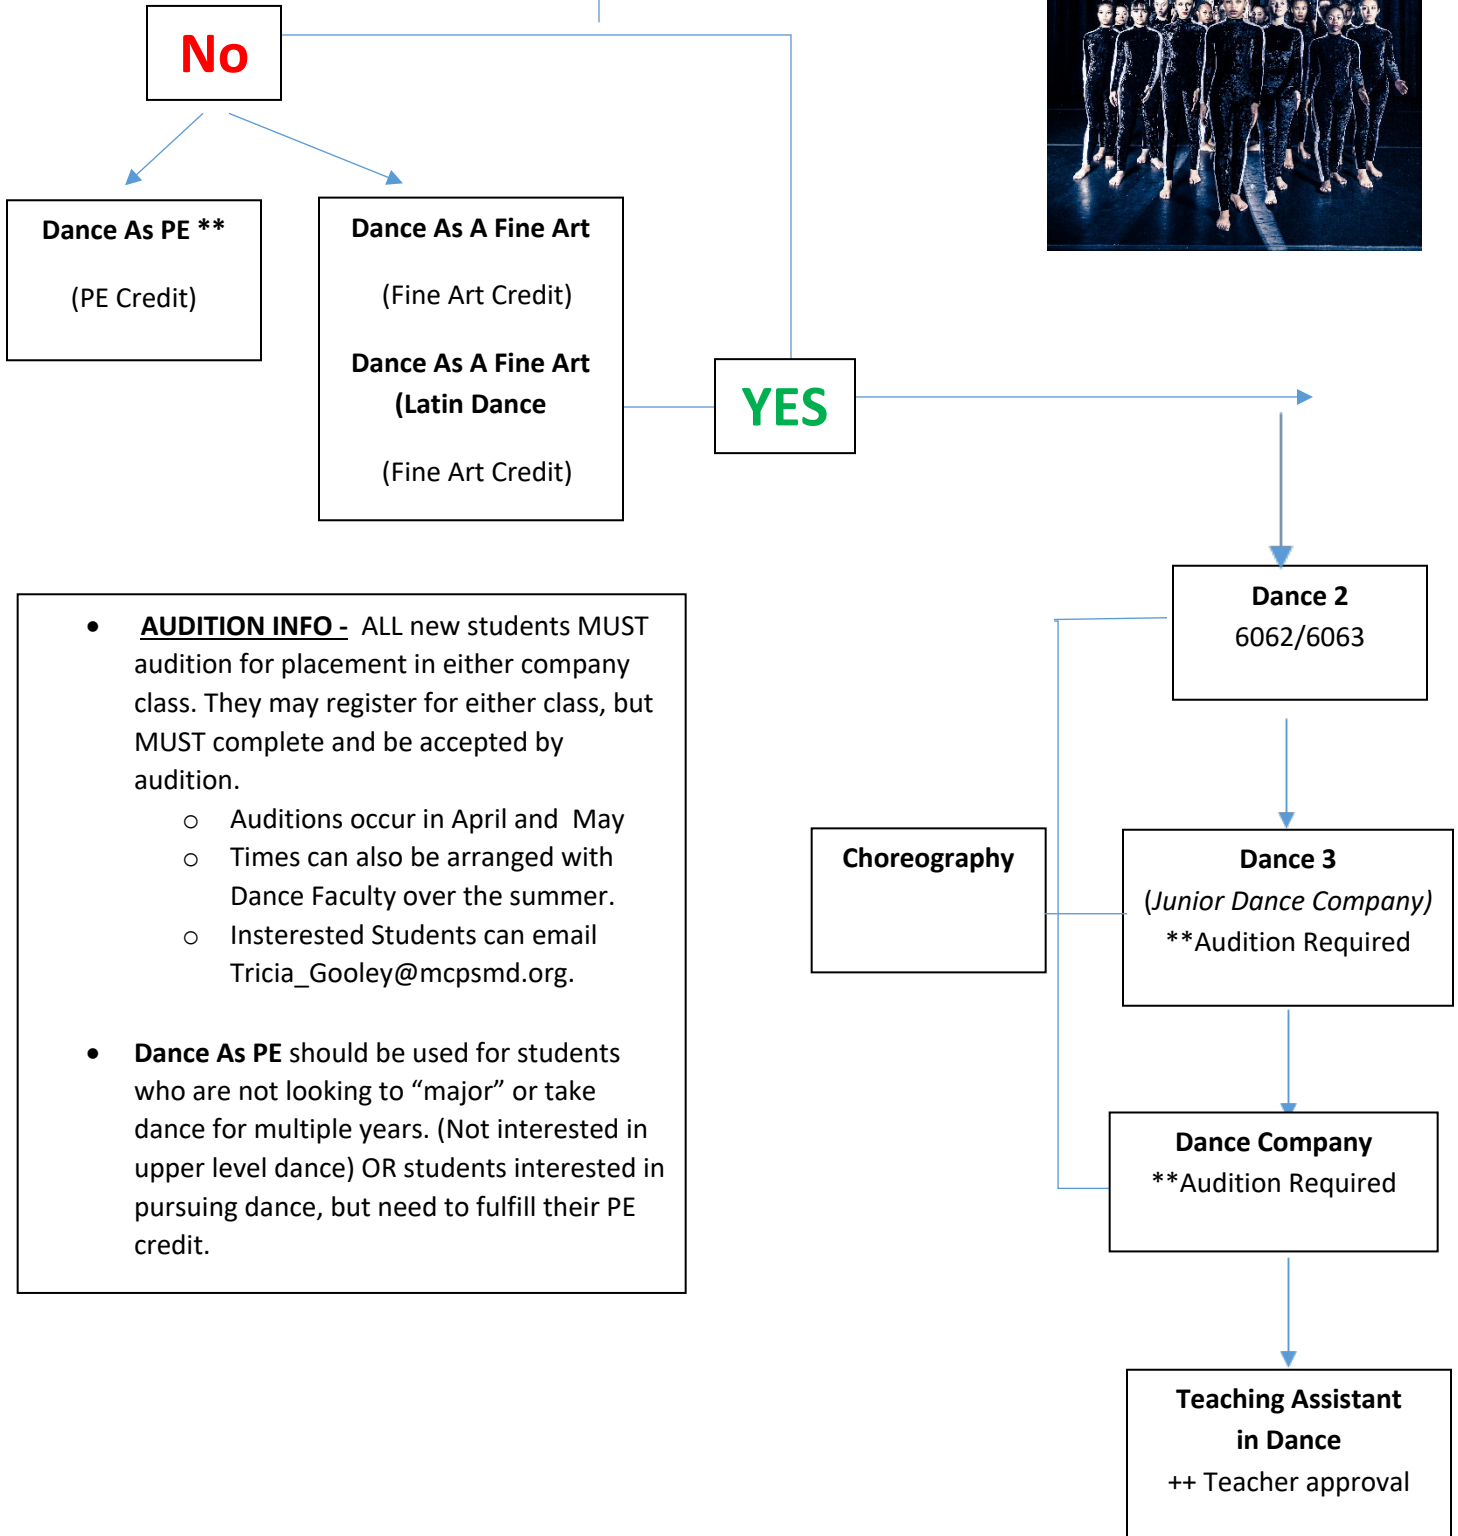 No
Dance As PE **
(PE Credit)
Dance As A Fine Art
(Fine Art Credit)
Dance As A Fine Art
(Latin Dance
(Fine Art Credit)
YES
• AUDITION INFO - ALL new students MUST
audition for placement in either company
class. They may register for either class, but
MUST complete and be accepted by
audition.
o Auditions occur in April and May
o Times can also be arranged with
Dance Faculty over the summer.
o Insterested Students can email
Tricia_Gooley@mcpsmd.org.
• Dance As PE should be used for students
who are not looking to “major” or take
dance for multiple years. (Not interested in
upper level dance) OR students interested in
pursuing dance, but need to fulfill their PE
credit.
Dance 2
6062/6063
Choreography
Dance 3
(Junior Dance Company)
**Audition Required
Dance Company
**Audition Required
Teaching Assistant
in Dance
++ Teacher approval